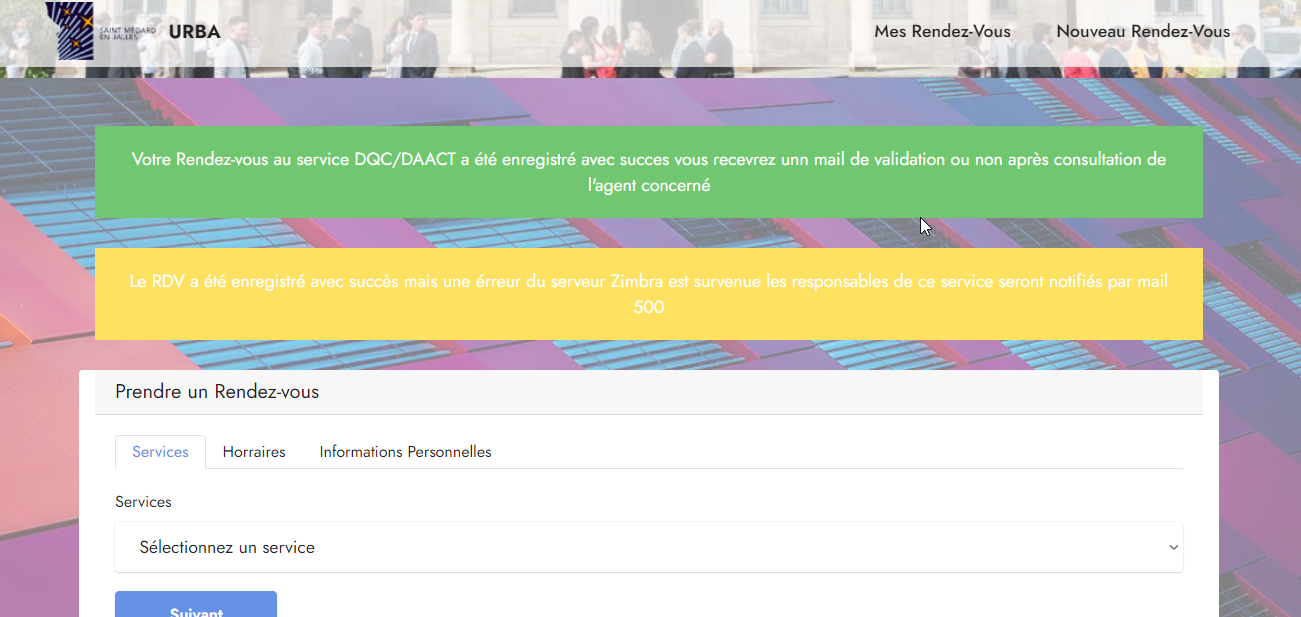 SAINT MÉDARD
EN JALLES
URBA
Mes Rendez-Vous
Nouveau Rendez-Vous
Votre Rendez-vous au service DQC/DAACT a été enregistré avec succes vous recevrez unn mail de validation ou non après consultation de
l'agent concerné
Le RDV a été enregistré avec succès mais une érreur du serveur Zimbra est survenue les responsables de ce service seront notifiés par mail
500
Prendre un Rendez-vous
Services
Horraires
Informations Personnelles
Services
Sélectionnez un service
Suivant